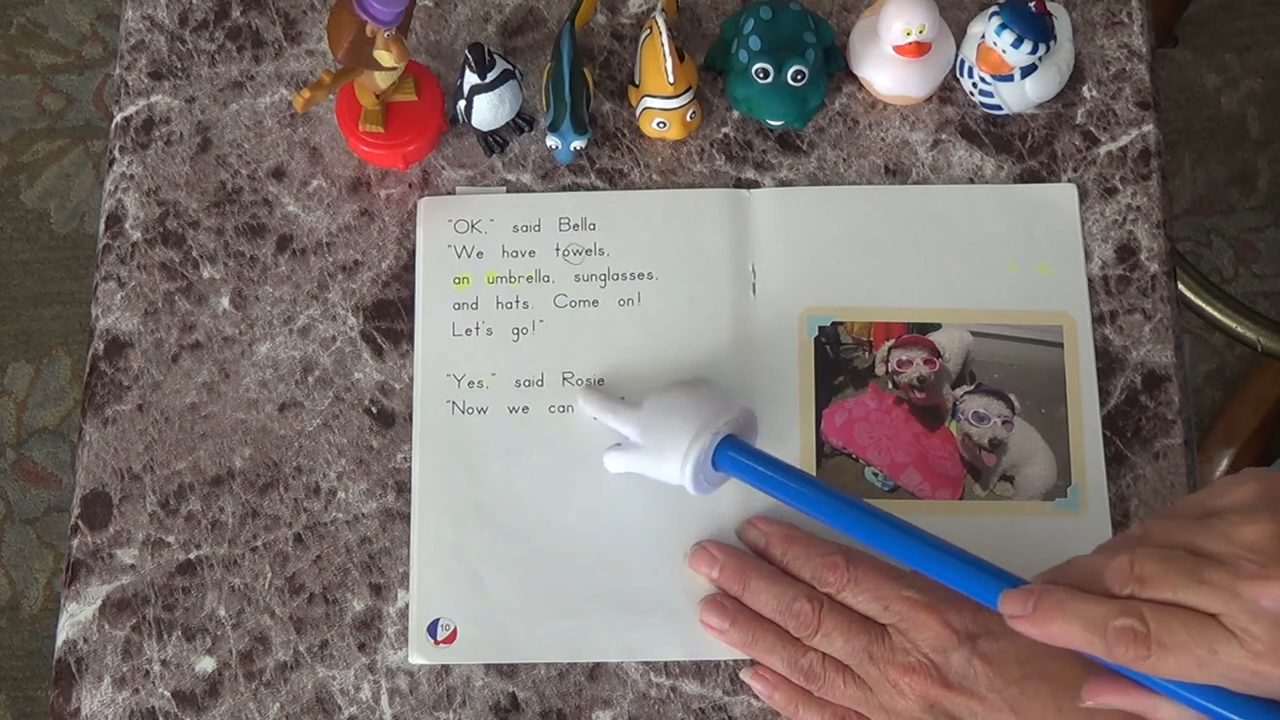 "OK," said Bella.
"We have towels,
an umbrella, sunglasses,
and hats. Come on!
Let's go!"
"Yes," said Rosie
"Now we can
10